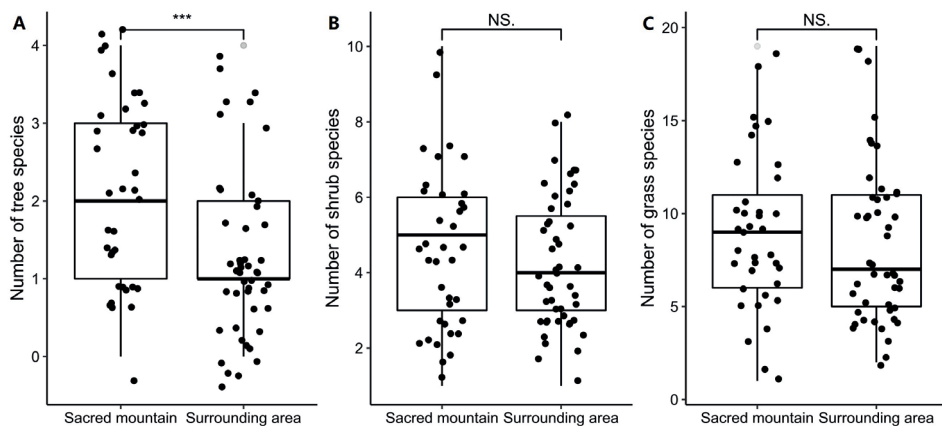 A
***
Number of tree species
4
3
2
1
0
Sacred mountain
Surrounding area
B
NS.
Number of shrub species
10
8
6
4
2
Sacred mountain
Surrounding area
C
NS.
Number of grass species
20
15
10
5
0
Sacred mountain
Surrounding area